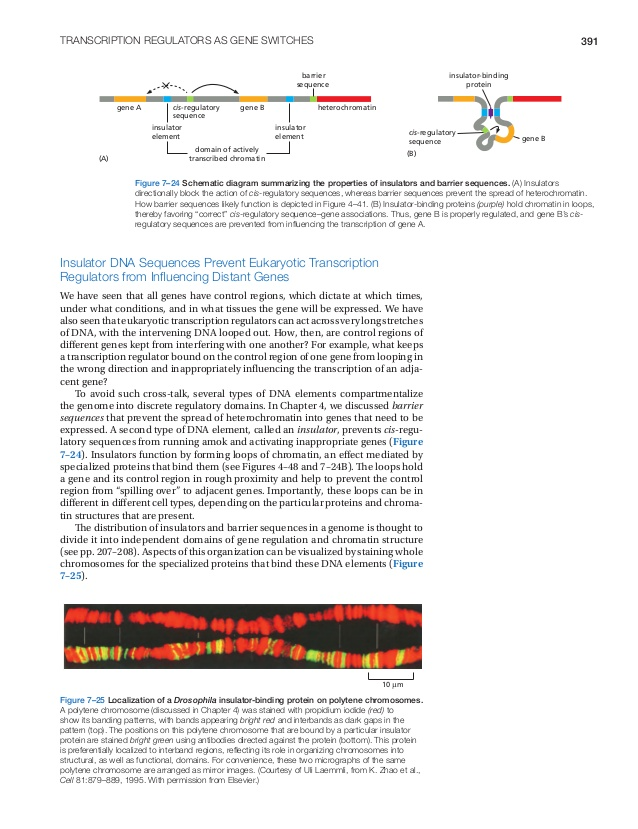 TRANSCRIPTION REGULATORS AS GENE SWITCHES 391
barrier
sequence
gene A
cis-regulatory
sequence
gene B
heterochromatin
insulator
element
insulator
element
domain of actively
transcribed chromatin
(A)
insulator-binding
protein
cis-regulatory
sequence
gene B
(B)
Figure 7–24 Schematic diagram summarizing the properties of insulators and barrier sequences. (A) Insulators
directionally block the action of cis-regulatory sequences, whereas barrier sequences prevent the spread of heterochromatin.
How barrier sequences likely function is depicted in Figure 4–41. (B) Insulator-binding proteins (purple) hold chromatin in loops,
thereby favoring “correct” cis-regulatory sequence–gene associations. Thus, gene B is properly regulated, and gene B’s cis-
regulatory sequences are prevented from influencing the transcription of gene A.
Insulator DNA Sequences Prevent Eukaryotic Transcription
Regulators from Influencing Distant Genes
We have seen that all genes have control regions, which dictate at which times,
under what conditions, and in what tissues the gene will be expressed. We have
also seen that eukaryotic transcription regulators can act across very long stretches
of DNA, with the intervening DNA looped out. How, then, are control regions of
different genes kept from interfering with one another? For example, what keeps
a transcription regulator bound on the control region of one gene from looping in
the wrong direction and inappropriately influencing the transcription of an adja-
cent gene?
To avoid such cross-talk, several types of DNA elements compartmentalize
the genome into discrete regulatory domains. In Chapter 4, we discussed barrier
sequences that prevent the spread of heterochromatin into genes that need to be
expressed. A second type of DNA element, called an insulator, prevents cis-regu-
latory sequences from running amok and activating inappropriate genes (Figure
7–24). Insulators function by forming loops of chromatin, an effect mediated by
specialized proteins that bind them (see Figures 4–48 and 7–24B). The loops hold
a gene and its control region in rough proximity and help to prevent the control
region from “spilling over” to adjacent genes. Importantly, these loops can be in
different in different cell types, depending on the particular proteins and chroma-
tin structures that are present.
The distribution of insulators and barrier sequences in a genome is thought to
divide it into independent domains of gene regulation and chromatin structure
(see pp. 207–208). Aspects of this organization can be visualized by staining whole
chromosomes for the specialized proteins that bind these DNA elements (Figure
7–25).
10 μm
Figure 7–25 Localization of a Drosophila insulator-binding protein on polytene chromosomes.
A polytene chromosome (discussed in Chapter 4) was stained with propidium iodide (red) to
show its banding patterns, with bands appearing bright red and interbands as dark gaps in the
pattern (top). The positions on this polytene chromosome that are bound by a particular insulator
protein are stained bright green using antibodies directed against the protein (bottom). This protein
is preferentially localized to interband regions, reflecting its role in organizing chromosomes into
structural, as well as functional, domains. For convenience, these two micrographs of the same
polytene chromosome are arranged as mirror images. (Courtesy of Uli Laemmli, from K. Zhao et al.,
Cell 81:879–889, 1995. With permission from Elsevier.)